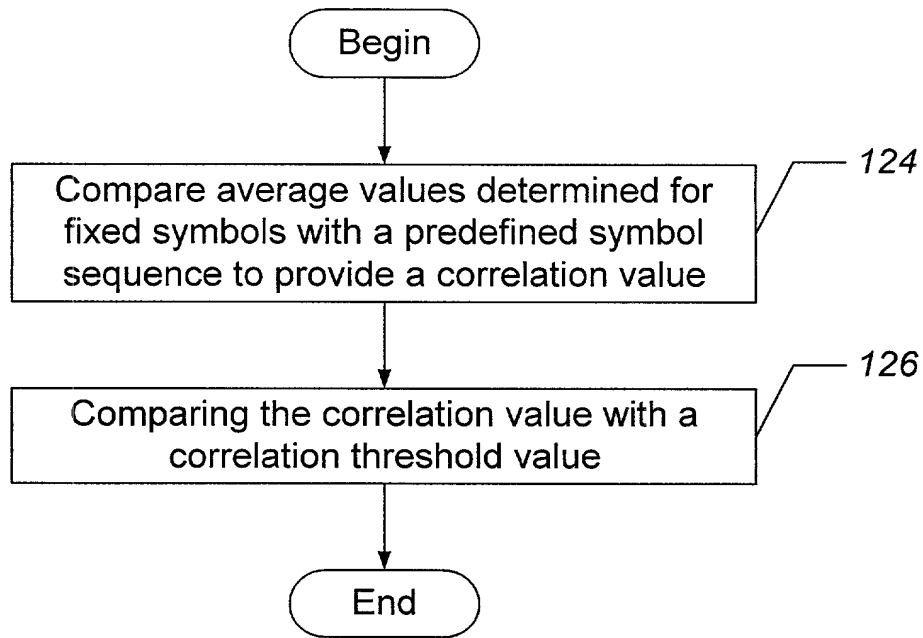 Begin
124
Compare average values determined for
fixed symbols with a predefined symbol
sequence to provide a correlation value
126
Comparing the correlation value with a
correlation threshold value
End